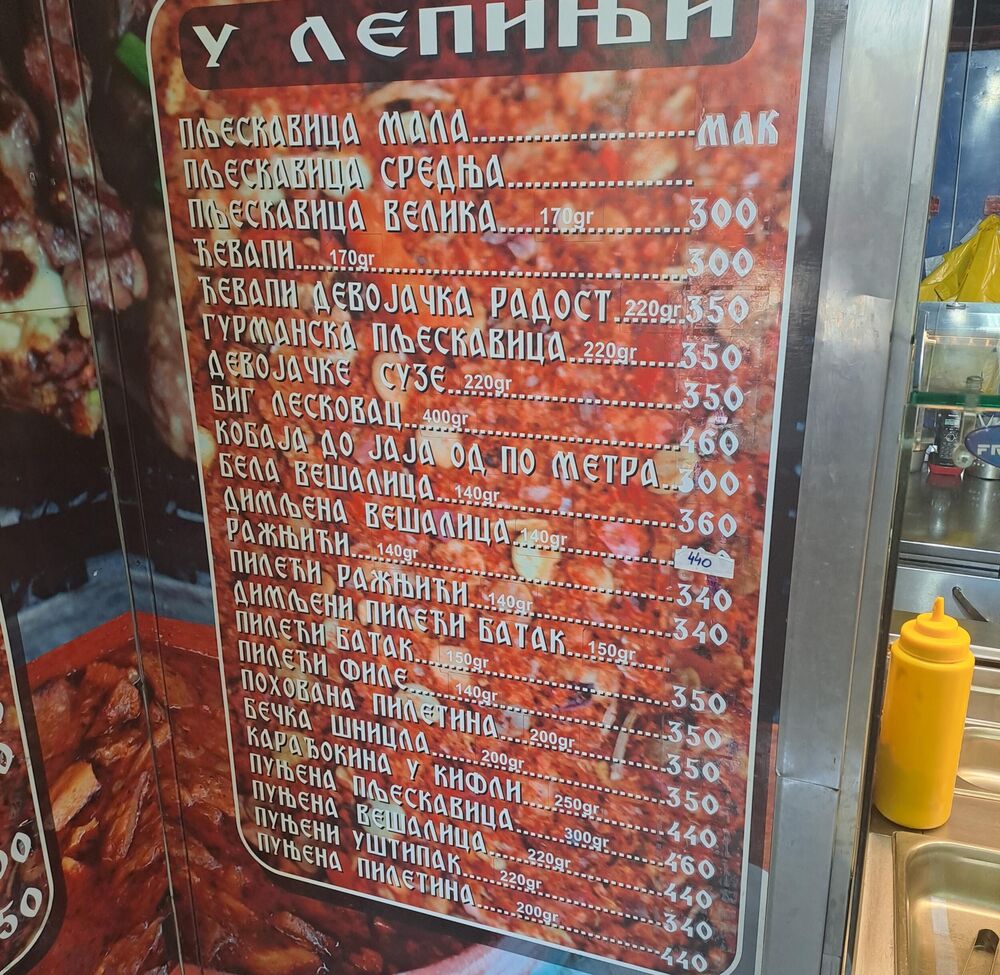 У ЛЕПИЊИ
ПЉЕСКАВИЦА МАЛА......МАК
ПЉЕСКАВИЦА СРЕДЊА......
ПЉЕСКАВИЦА ВЕЛИКА...170gr...300
ЋЕВАПИ...170gr...300
ЋЕВАПИ ДЕВОЈАЧКА РАДОСТ...220gr...350
ГУРМАНСКА ПЉЕСКАВИЦА...220gr...350
ДЕВОЈАЧКЕ СУЗЕ...220gr...350
БИГ ЛЕСКОВАЦ...400gr...460
КОБАЈА ДО ЈАЈА ОД ПО МЕТРА...300
БЕЛА ВЕШАЛИЦА...140gr...360
ДИМЉЕНА ВЕШАЛИЦА...140gr...440
РАЖЊИЋИ...140gr...340
ПИЛЕЋИ РАЖЊИЋИ...140gr...340
ДИМЉЕНИ ПИЛЕЋИ БАТАК...150gr...
ПИЛЕЋИ БАТАК...150gr...350
ПИЛЕЋИ ФИЛЕ...140gr...350
ПОХОВАНА ПИЛЕТИНА...200gr...350
БЕЧКА ШНИЦЛА...200gr...350
КАРАЂОКИНА У КИФЛИ...250gr...440
ПУЊЕНА ПЉЕСКАВИЦА...300gr...460
ПУЊЕНА ВЕШАЛИЦА...220gr...440
ПУЊЕНИ УШТИПАК...220gr...340
ПУЊЕНА ПИЛЕТИНА...200gr...440